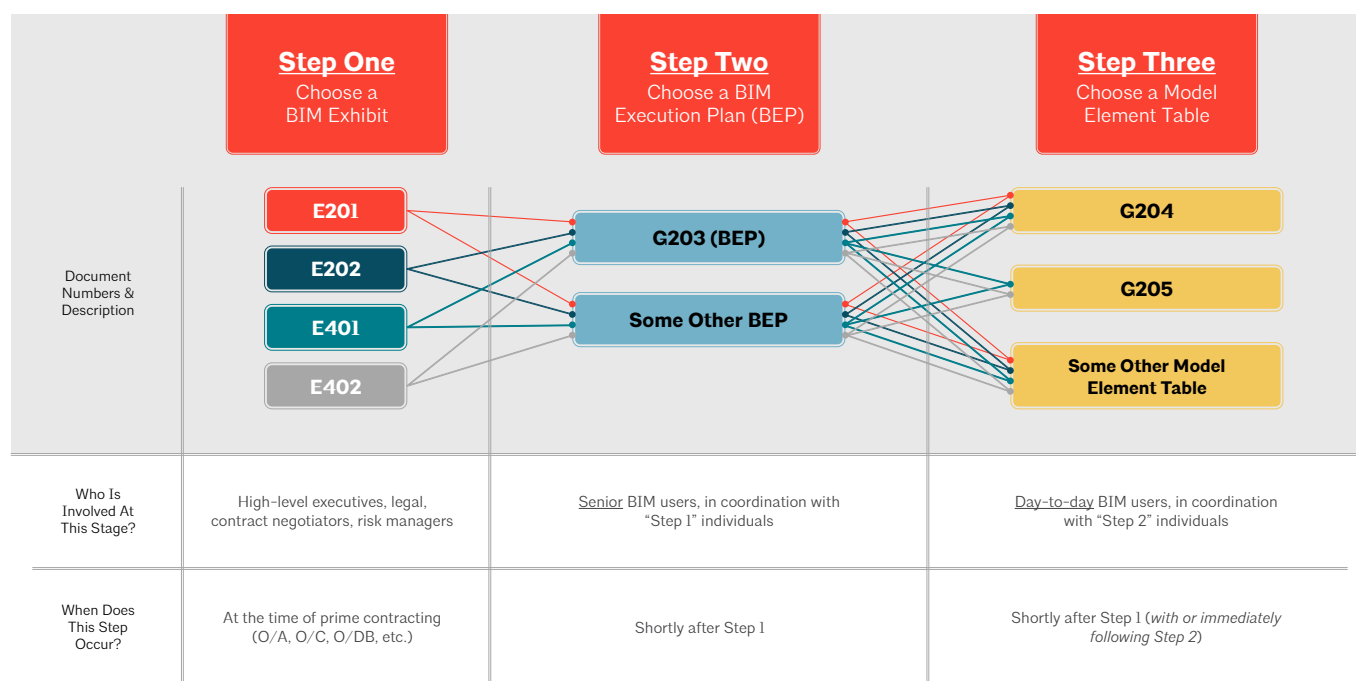 Step One
Choose a
BIM Exhibit
Step Two
Choose a BIM
Execution Plan (BEP)
Step Three
Choose a Model
Element Table
Document
Numbers &
Description
E201
E202
E401
E402
G203 (BEP)
Some Other BEP
G204
G205
Some Other Model
Element Table
Who Is
Involved At
This Stage?
High-level executives, legal,
contract negotiators, risk managers
Senior BIM users, in coordination with
“Step 1” individuals
Day-to-day BIM users, in coordination
with “Step 2” individuals
When Does
This Step
Occur?
At the time of prime contracting
(O/A, O/C, O/DB, etc.)
Shortly after Step 1
Shortly after Step 1 (with or immediately
following Step 2)